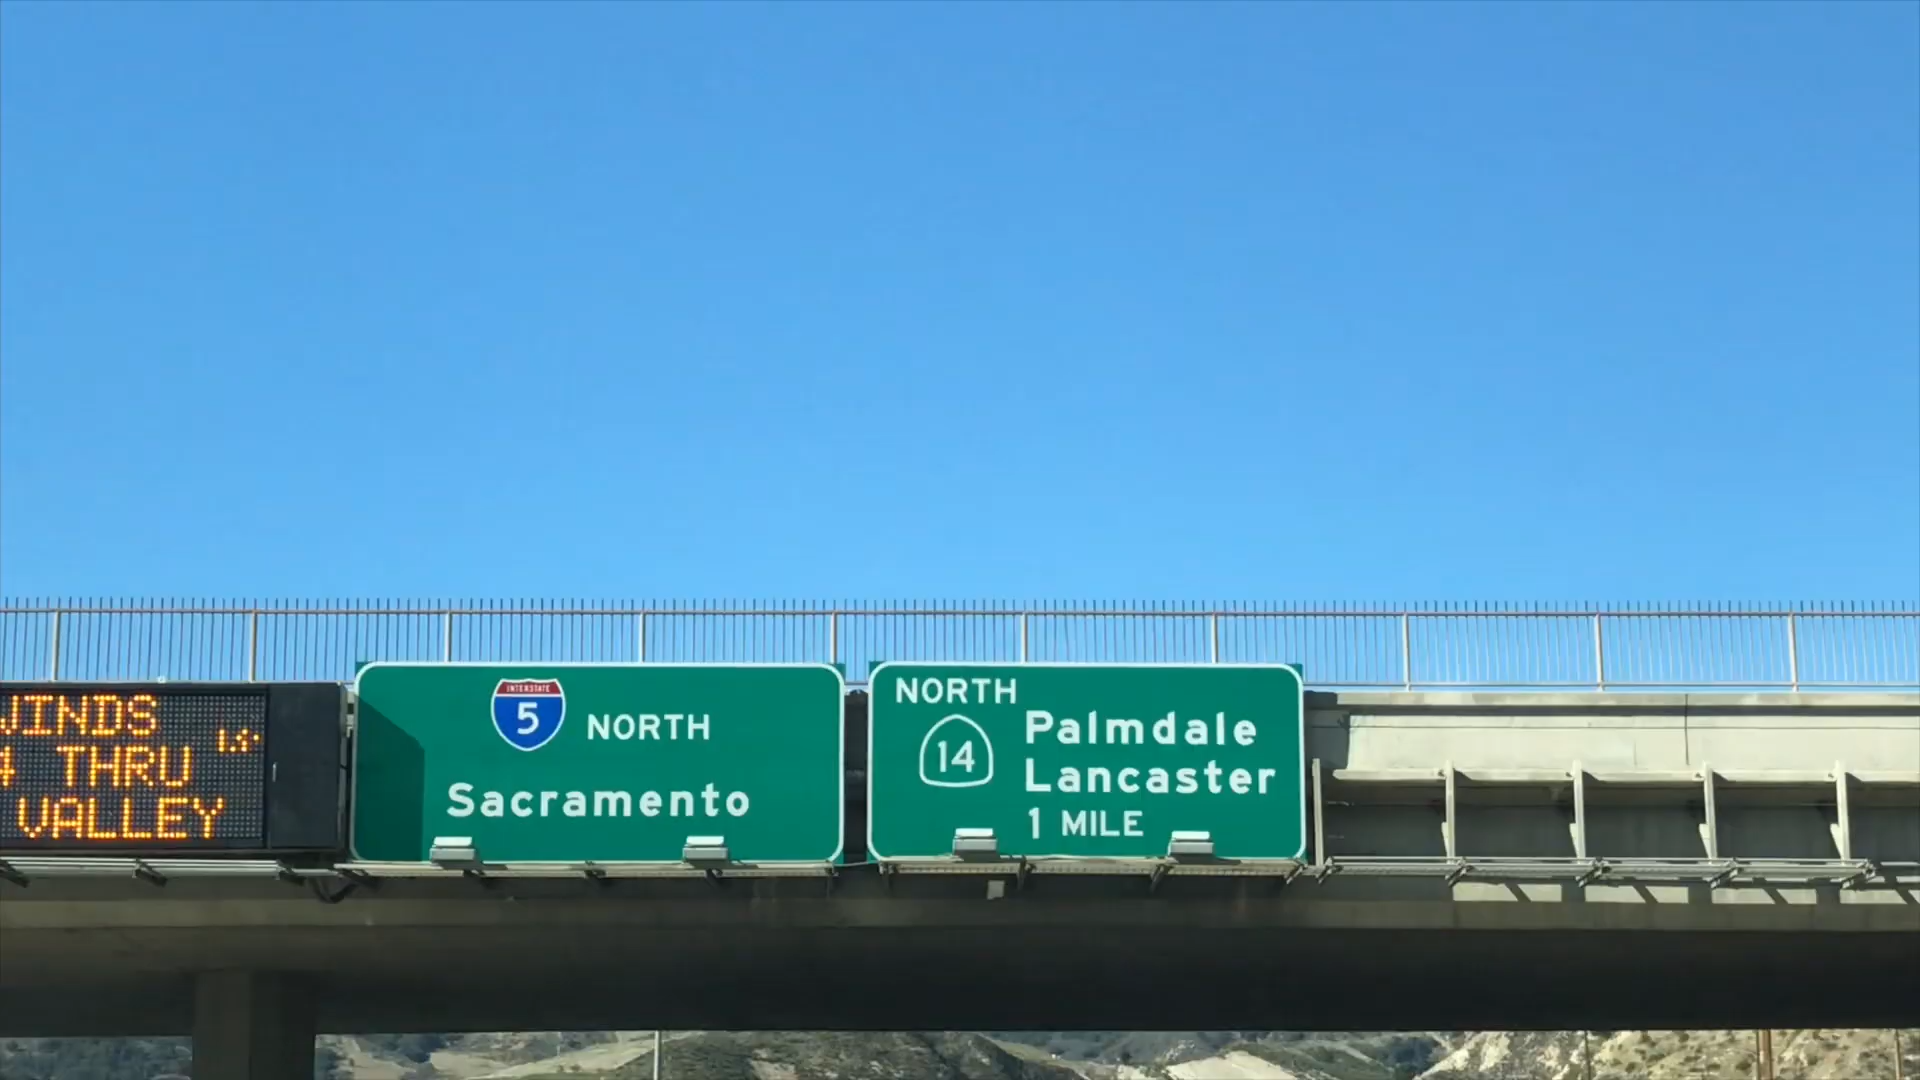 THRU
VALLEY
INTERSTATE
5 NORTH
Sacramento
NORTH
14
Palmdale
Lancaster
1 MILE